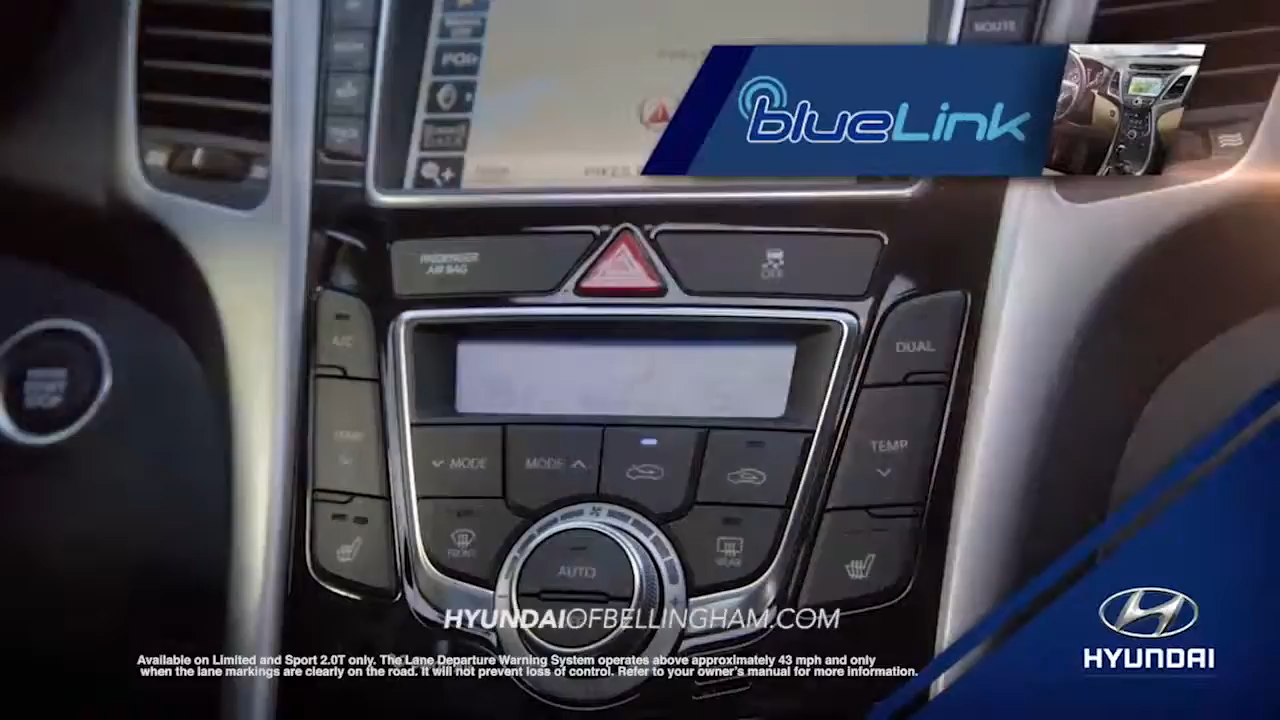 ROUTE
blueLink
PASSENGER
AIR BAG
OFF
A/C
DUAL
START
STOP
TEMP
TEMP
MODE
MODE
FRONT
REAR
AUTO
HYUNDAIOFBELLINGHAM.COM
HYUNDAI
Available on Limited and Sport 2.0T only. The Lane Departure Warning System operates above approximately 43 mph and only
when the lane markings are clearly on the road. It will not prevent loss of control. Refer to your owner's manual for more information.